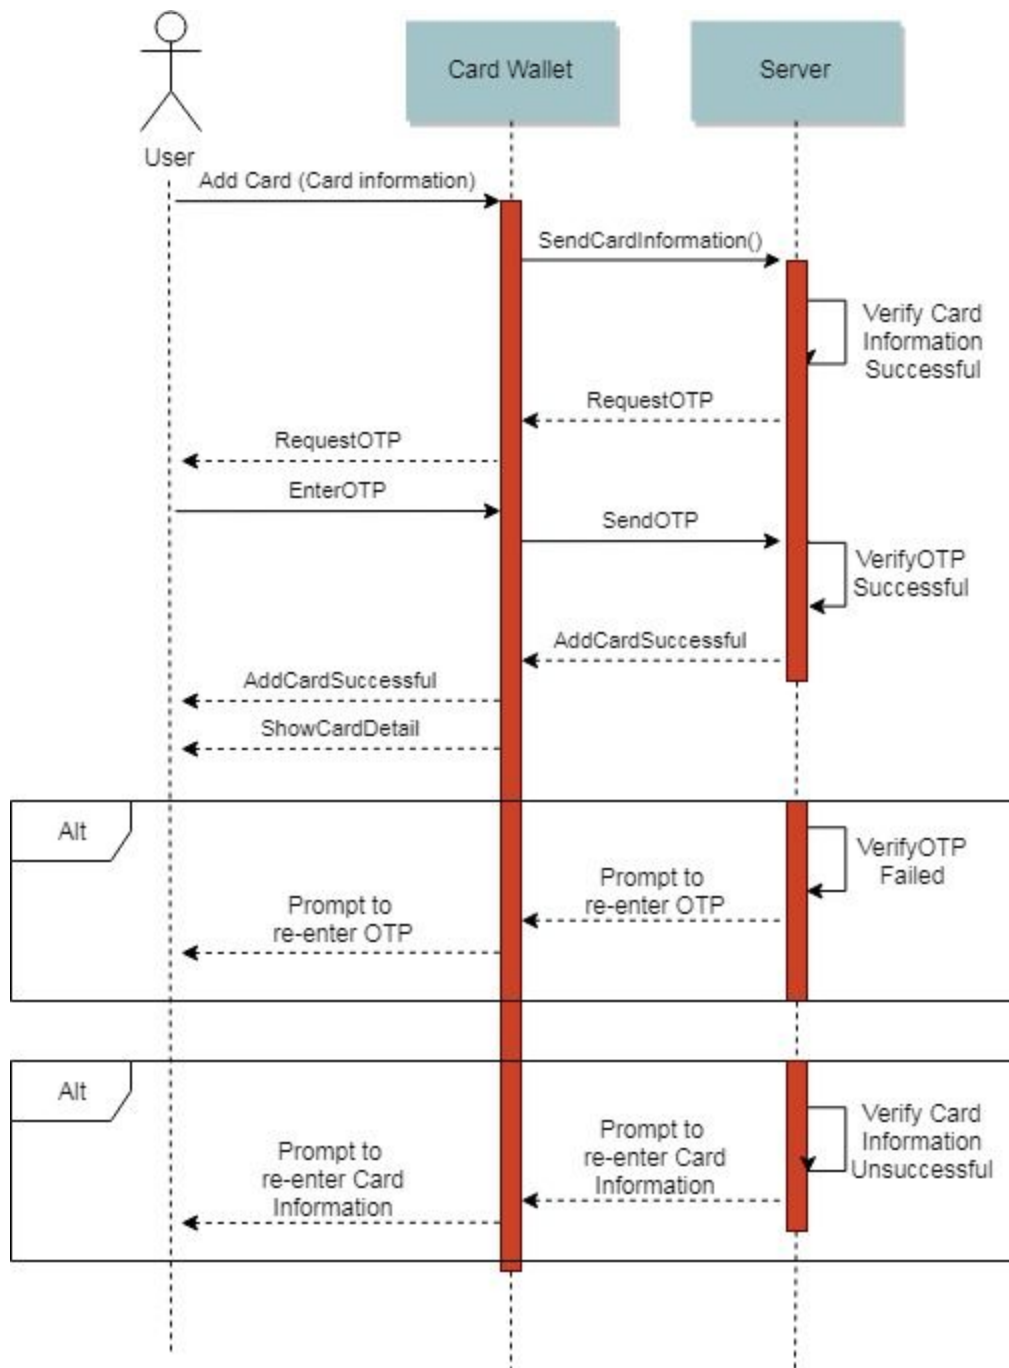 Card Wallet
Server
User
Add Card (Card information)
SendCardInformation()
Verify Card
Information
Successful
RequestOTP
RequestOTP
EnterOTP
SendOTP
VerifyOTP
Successful
AddCardSuccessful
AddCardSuccessful
ShowCardDetail
Alt
VerifyOTP
Failed
Prompt to
re-enter OTP
Prompt to
re-enter OTP
Alt
Verify Card
Information
Unsuccessful
Prompt to
re-enter Card
Information
Prompt to
re-enter Card
Information